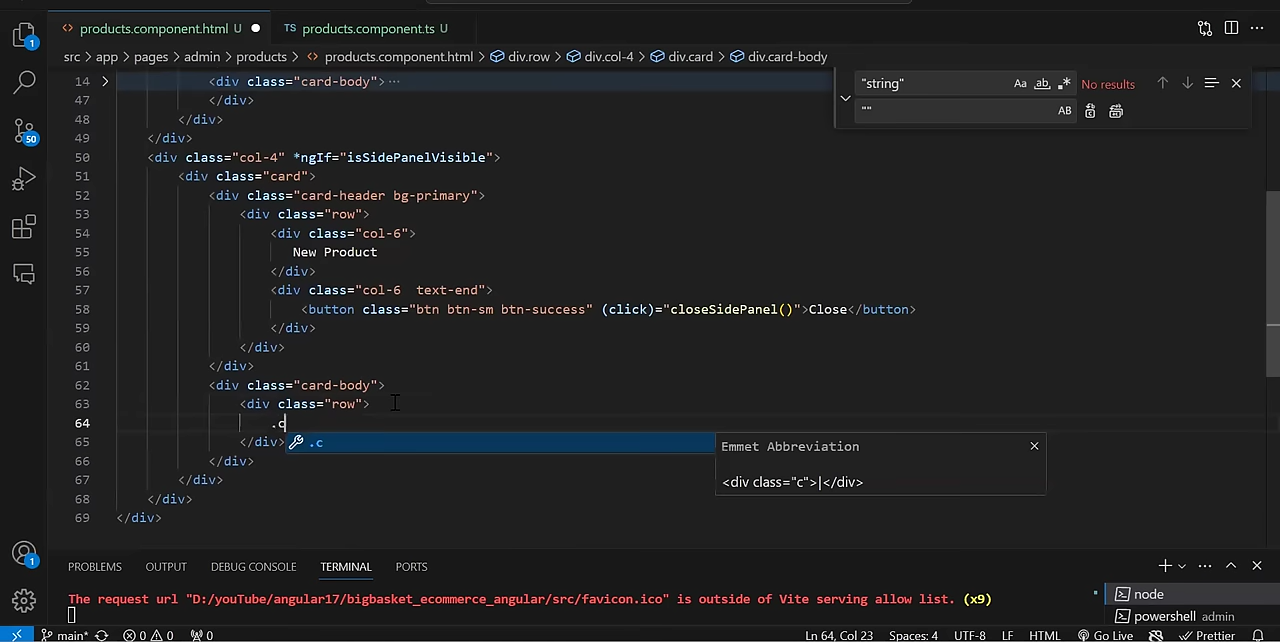 products.component.html U
TS products.component.ts U
src > app > pages > admin > products > products.component.html > div.row > div.col-4 > div.card > div.card-body
"string"
Aa ab .* No results
""
AB
14 <div class="card-body">···
47 </div>
48 </div>
49 </div>
50 <div class="col-4" *ngIf="isSidePanelVisible">
51 <div class="card">
52 <div class="card-header bg-primary">
53 <div class="row">
54 <div class="col-6">
55 New Product
56 </div>
57 <div class="col-6  text-end">
58 <button class="btn btn-sm btn-success" (click)="closeSidePanel()">Close</button>
59 </div>
60 </div>
61 </div>
62 <div class="card-body">
63 <div class="row">
64 .c
65 </div>
.c
Emmet Abbreviation
<div class="c">|</div>
66 </div>
67 </div>
68 </div>
69 </div>
1
50
1
PROBLEMS OUTPUT DEBUG CONSOLE TERMINAL PORTS
The request url "D:/youTube/angular17/bigbasket_ecommerce_angular/src/favicon.ico" is outside of Vite serving allow list. (x9)
node
powershell admin
main* 0 0 0 Ln 64, Col 23 Spaces: 4 UTF-8 LF HTML Go Live Prettier